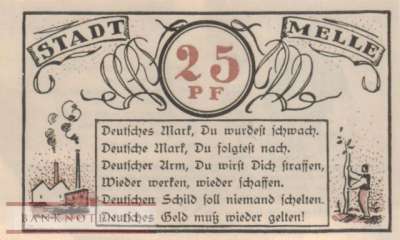 STADT MELLE
25
PF
Deutsches Mark, Du wurdest schwach.
Deutsche Mark, Du folgtest nach.
Deutscher Arm, Du wirst Dich straffen,
Wieder werken, wieder schaffen.
Deutschen Schild soll niemand schelten.
Deutsches Geld muß wieder gelten!